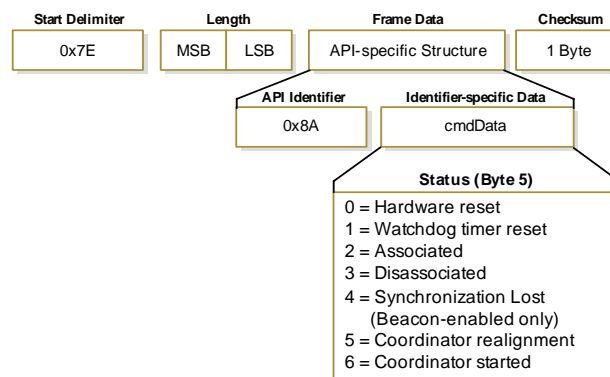 Start Delimiter Length Frame Data Checksum
0x7E MSB LSB API-specific Structure 1 Byte
API Identifier Identifier-specific Data
0x8A cmdData
Status (Byte 5)
0 = Hardware reset
1 = Watchdog timer reset
2 = Associated
3 = Disassociated
4 = Synchronization Lost
(Beacon-enabled only)
5 = Coordinator realignment
6 = Coordinator started